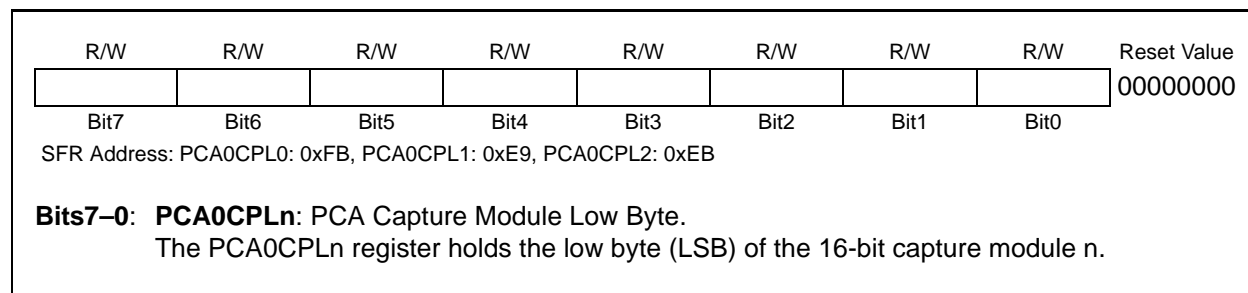 R/W R/W R/W R/W R/W R/W R/W R/W Reset Value
00000000
Bit7 Bit6 Bit5 Bit4 Bit3 Bit2 Bit1 Bit0
SFR Address: PCA0CPL0: 0xFB, PCA0CPL1: 0xE9, PCA0CPL2: 0xEB
Bits7–0: PCA0CPLn: PCA Capture Module Low Byte.
The PCA0CPLn register holds the low byte (LSB) of the 16-bit capture module n.